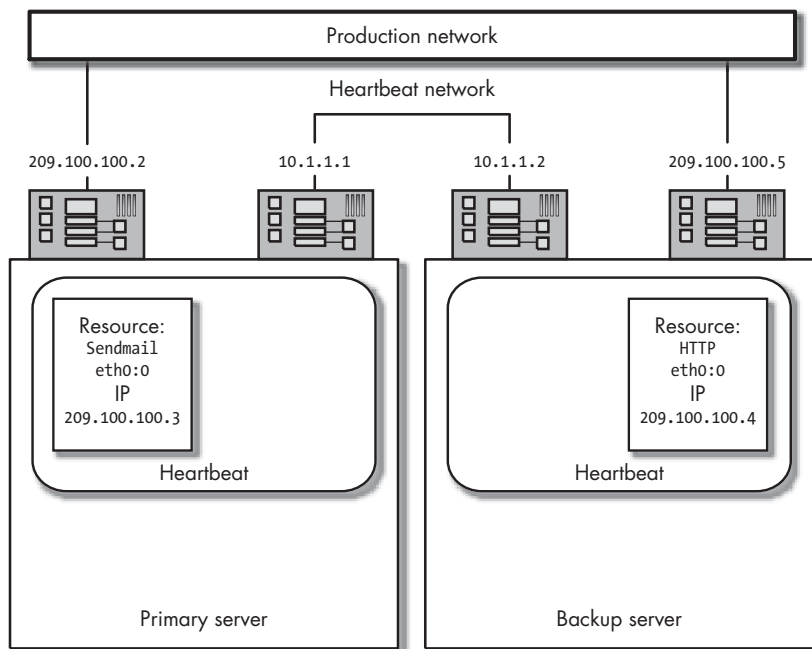 Production network
Heartbeat network
209.100.100.2
10.1.1.1
10.1.1.2
209.100.100.5
Resource:
Sendmail
eth0:0
IP
209.100.100.3
Heartbeat
Resource:
HTTP
eth0:0
IP
209.100.100.4
Heartbeat
Primary server
Backup server